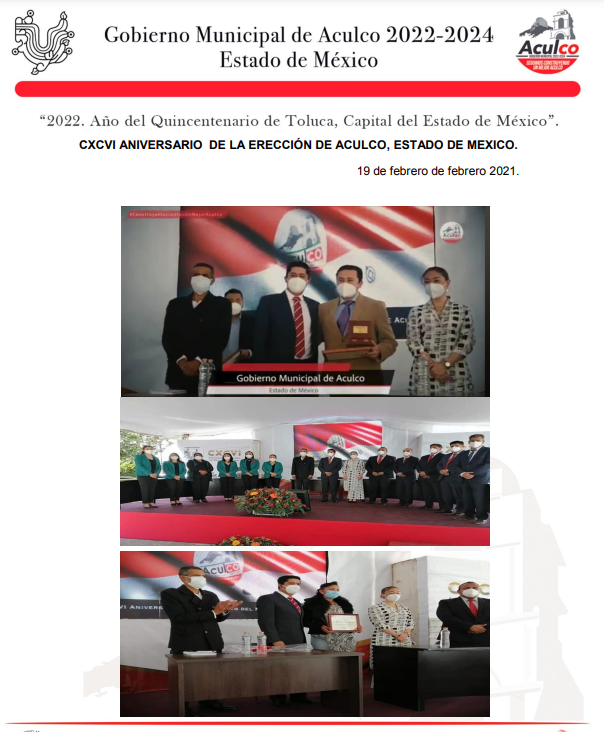 Gobierno Municipal de Aculco 2022-2024
Estado de México
Aculco
“2022. Año del Quincentenario de Toluca, Capital del Estado de México”.
CXCVI ANIVERSARIO DE LA ERECCIÓN DE ACULCO, ESTADO DE MEXICO.
19 de febrero de febrero 2021.
Aculco
Gobierno Municipal de Aculco
Estado de México
CXCVI
Aculco